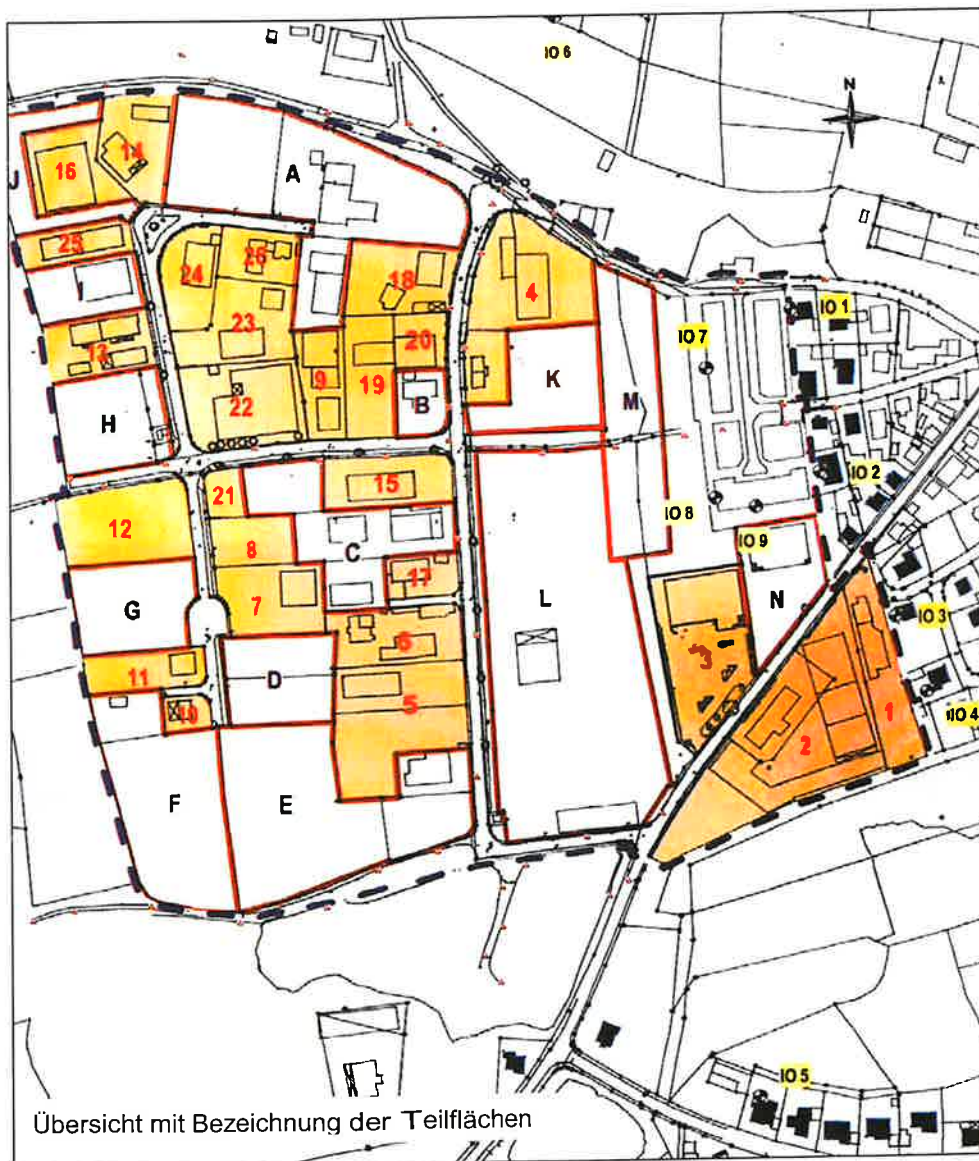 IO 6
N
14
16
A
J
25
26
24
18
4
I
IO 1
23
IO 7
20
13
9
19
K
22
B
M
H
IO 2
15
21
12
IO 8
8
IO 9
C
17
7
G
L
N
3
6
IO 3
11
D
5
1
10
2
IO 4
F
E
IO 5
Übersicht mit Bezeichnung der Teilflächen